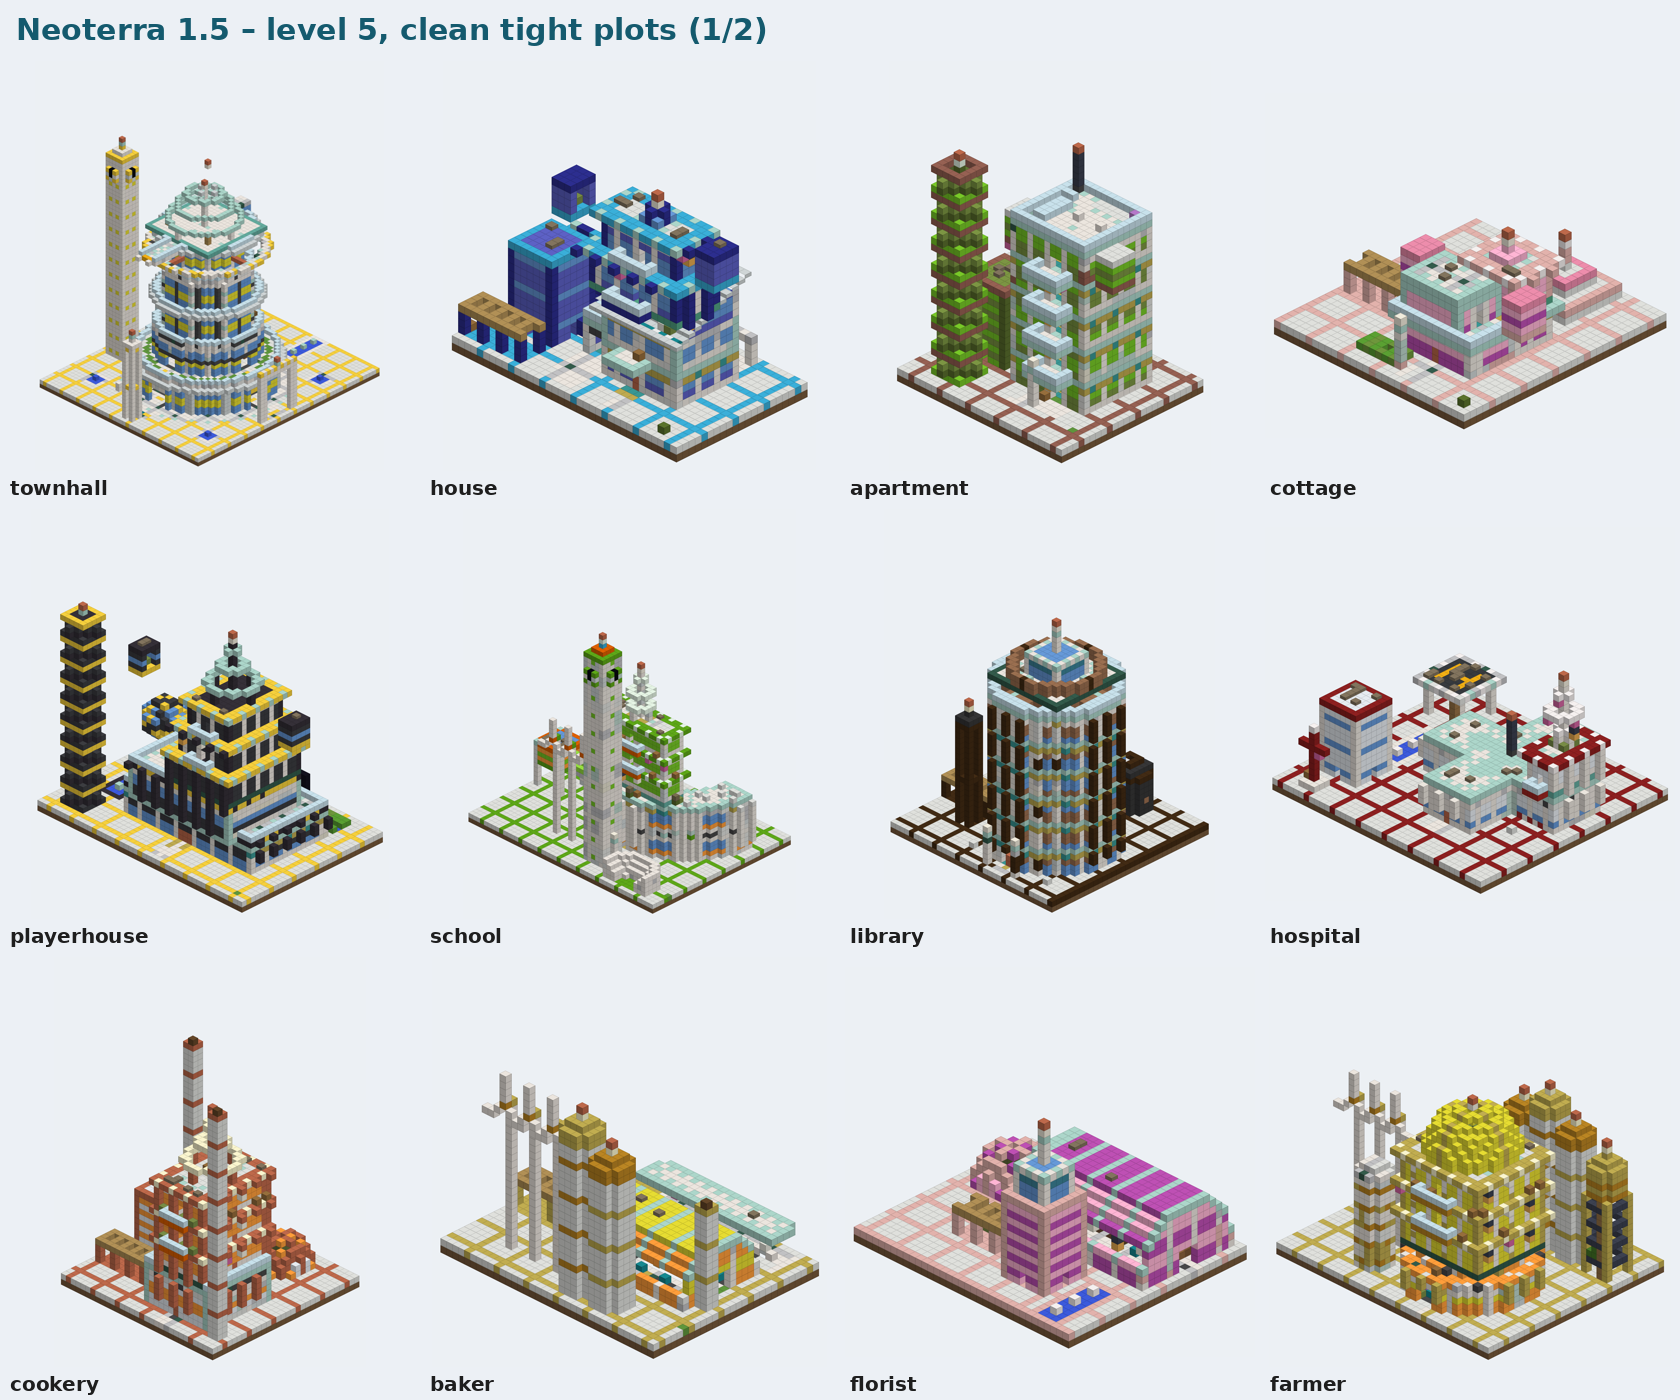 Neoterra 1.5 – level 5, clean tight plots (1/2)
townhall
house
apartment
cottage
playerhouse
school
library
hospital
cookery
baker
florist
farmer